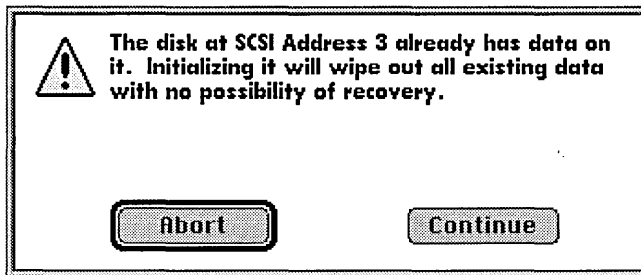 The disk at SCSI Address 3 already has data on
it.  Initializing it will wipe out all existing data
with no possibility of recovery.
Abort
Continue